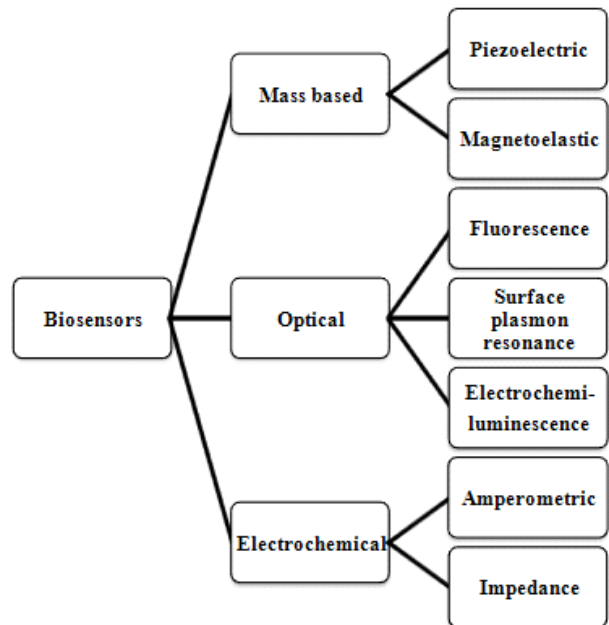 Biosensors
Mass based
Piezoelectric
Magnetoelastic
Optical
Fluorescence
Surface
plasmon
resonance
Electrochemi-
luminescence
Electrochemical
Amperometric
Impedance